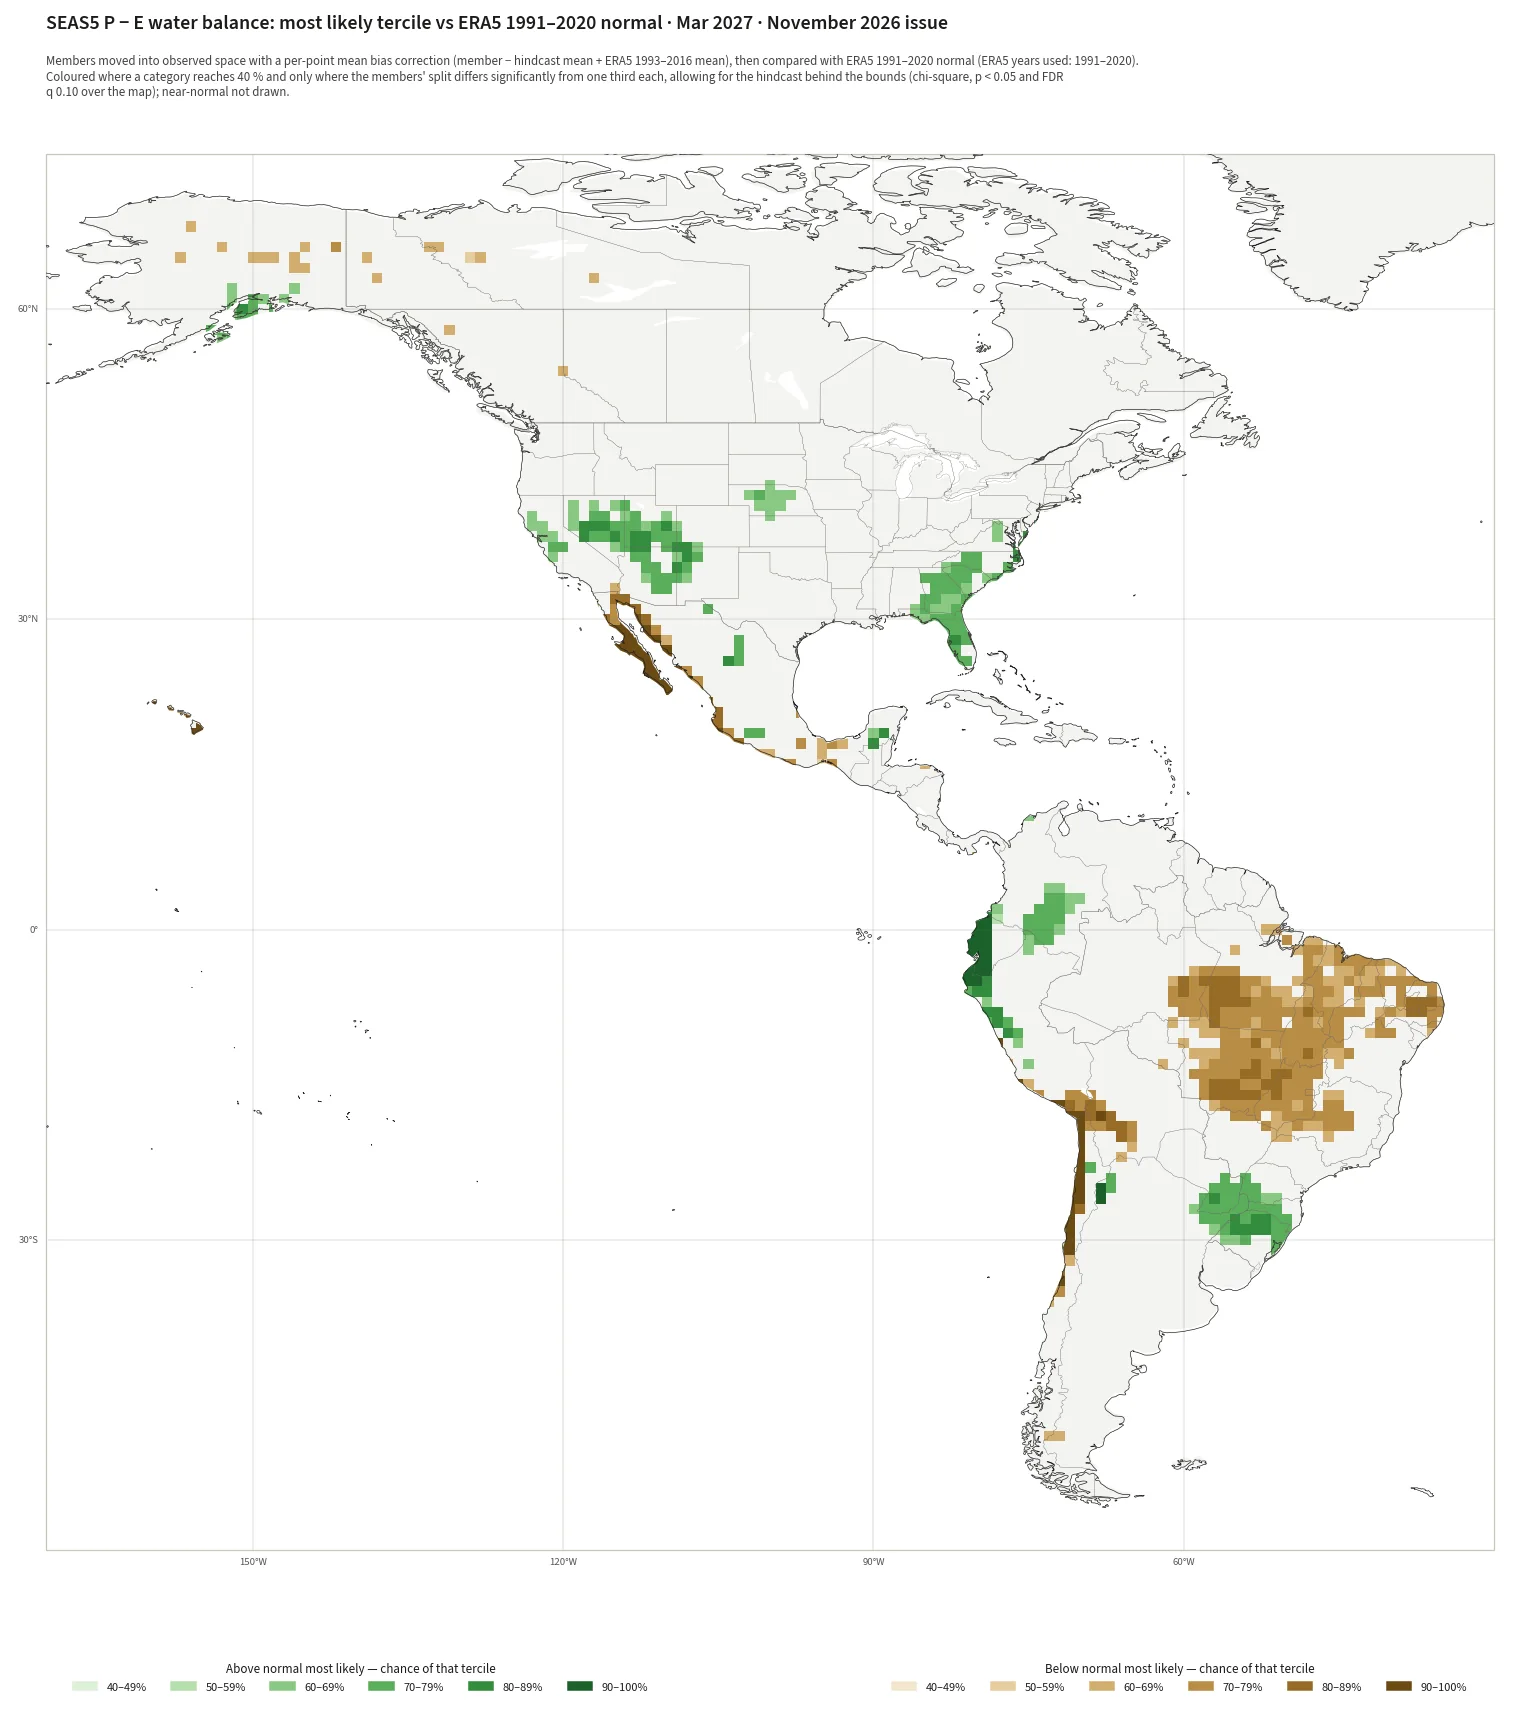 SEAS5 P − E water balance: most likely tercile vs ERA5 1991–2020 normal · Mar 2027 · November 2026 issue
Members moved into observed space with a per-point mean bias correction (member − hindcast mean + ERA5 1993–2016 mean), then compared with ERA5 1991–2020 normal (ERA5 years used: 1991–2020).
Coloured where a category reaches 40 % and only where the members' split differs significantly from one third each, allowing for the hindcast behind the bounds (chi-square, p < 0.05 and FDR
q 0.10 over the map); near-normal not drawn.
60°N
30°N
0°
30°S
150°W 120°W 90°W 60°W
Above normal most likely — chance of that tercile
40–49% 50–59% 60–69% 70–79% 80–89% 90–100%
Below normal most likely — chance of that tercile
40–49% 50–59% 60–69% 70–79% 80–89% 90–100%